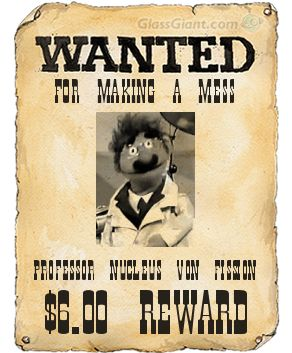 GlassGiant.com
WANTED
FOR MAKING A MESS
PROFESSOR NUCLEUS VON FISSION
$6.00 REWARD